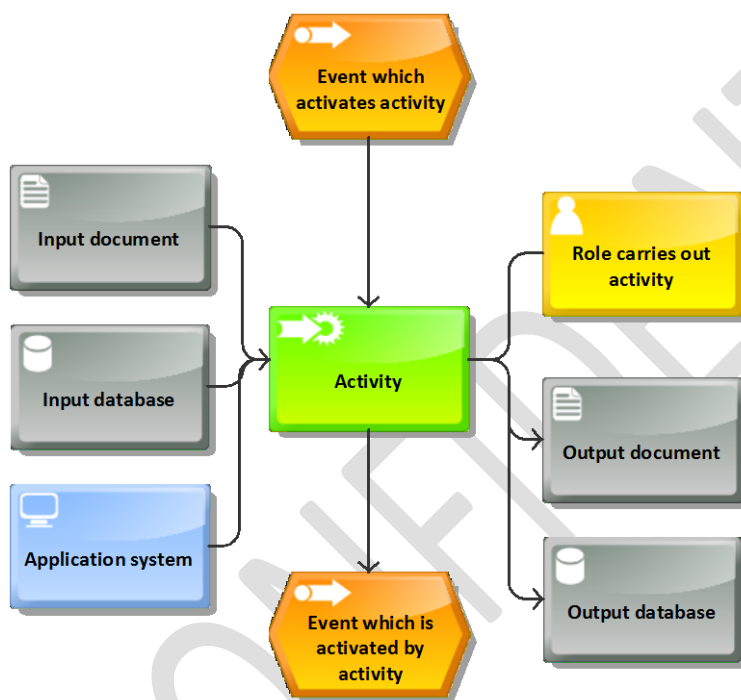 Event which
activates activity
Input document
Role carries out
activity
Input database
Activity
Output document
Application system
Output database
Event which is
activated by
activity